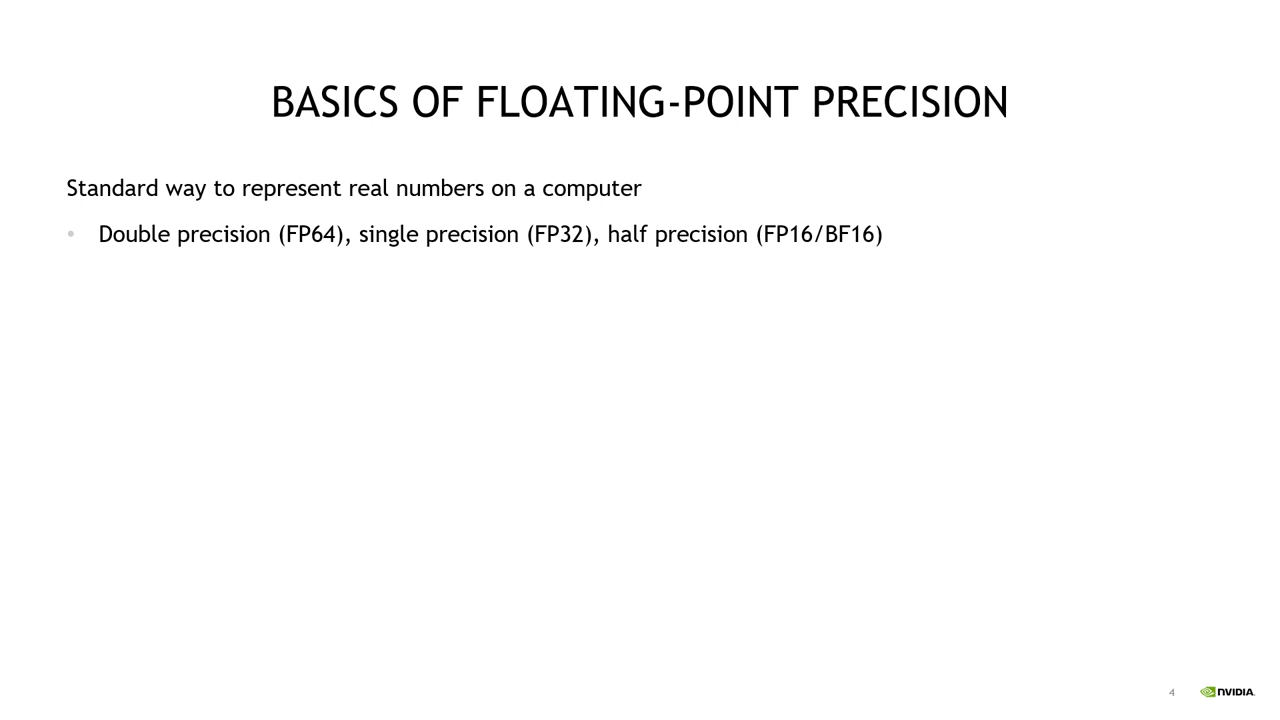 BASICS OF FLOATING-POINT PRECISION
Standard way to represent real numbers on a computer
• Double precision (FP64), single precision (FP32), half precision (FP16/BF16)
4
NVIDIA.